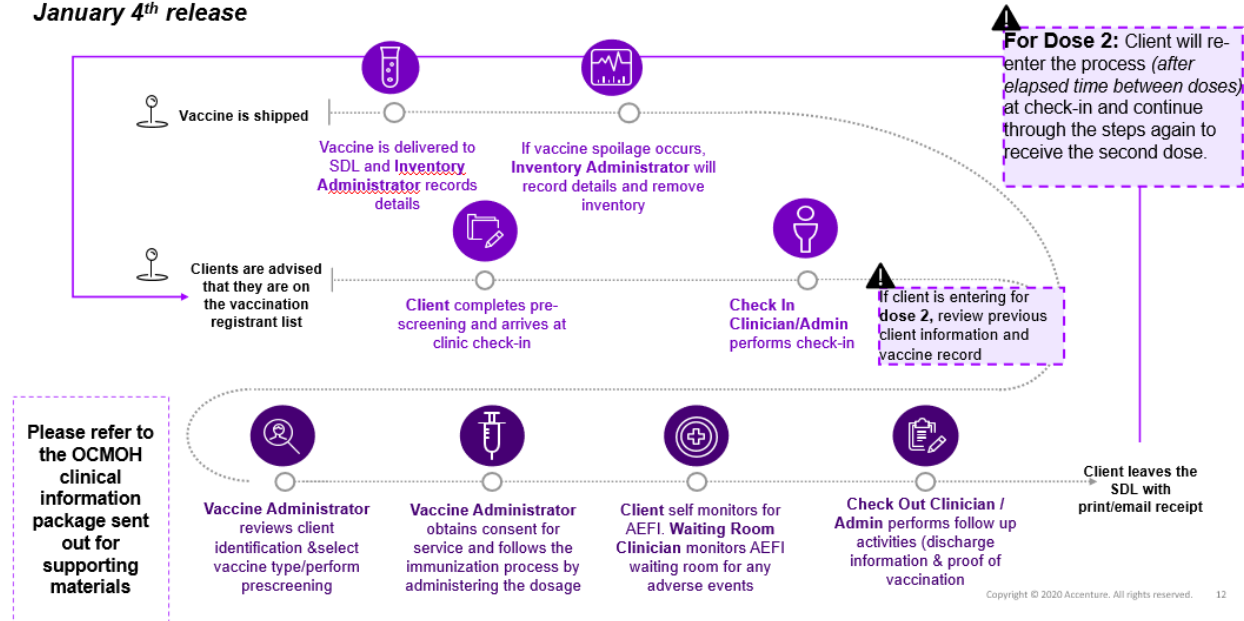 January 4th release
For Dose 2: Client will re-
enter the process (after
elapsed time between doses)
at check-in and continue
through the steps again to
receive the second dose.
Vaccine is shipped
Vaccine is delivered to
SDL and Inventory
Administrator records
details
If vaccine spoilage occurs,
Inventory Administrator will
record details and remove
inventory
Clients are advised
that they are on
the vaccination
registrant list
Client completes pre-
screening and arrives at
clinic check-in
Check In
Clinician/Admin
performs check-in
If client is entering for
dose 2, review previous
client information and
vaccine record
Please refer to
the OCMOH
clinical
information
package sent
out for
supporting
materials
Vaccine Administrator
reviews client
identification &select
vaccine type/perform
prescreening
Vaccine Administrator
obtains consent for
service and follows the
immunization process by
administering the dosage
Client self monitors for
AEFI. Waiting Room
Clinician monitors AEFI
waiting room for any
adverse events
Check Out Clinician /
Admin performs follow up
activities (discharge
information & proof of
vaccination
Client leaves the
SDL with
print/email receipt
Copyright © 2020 Accenture. All rights reserved. 12